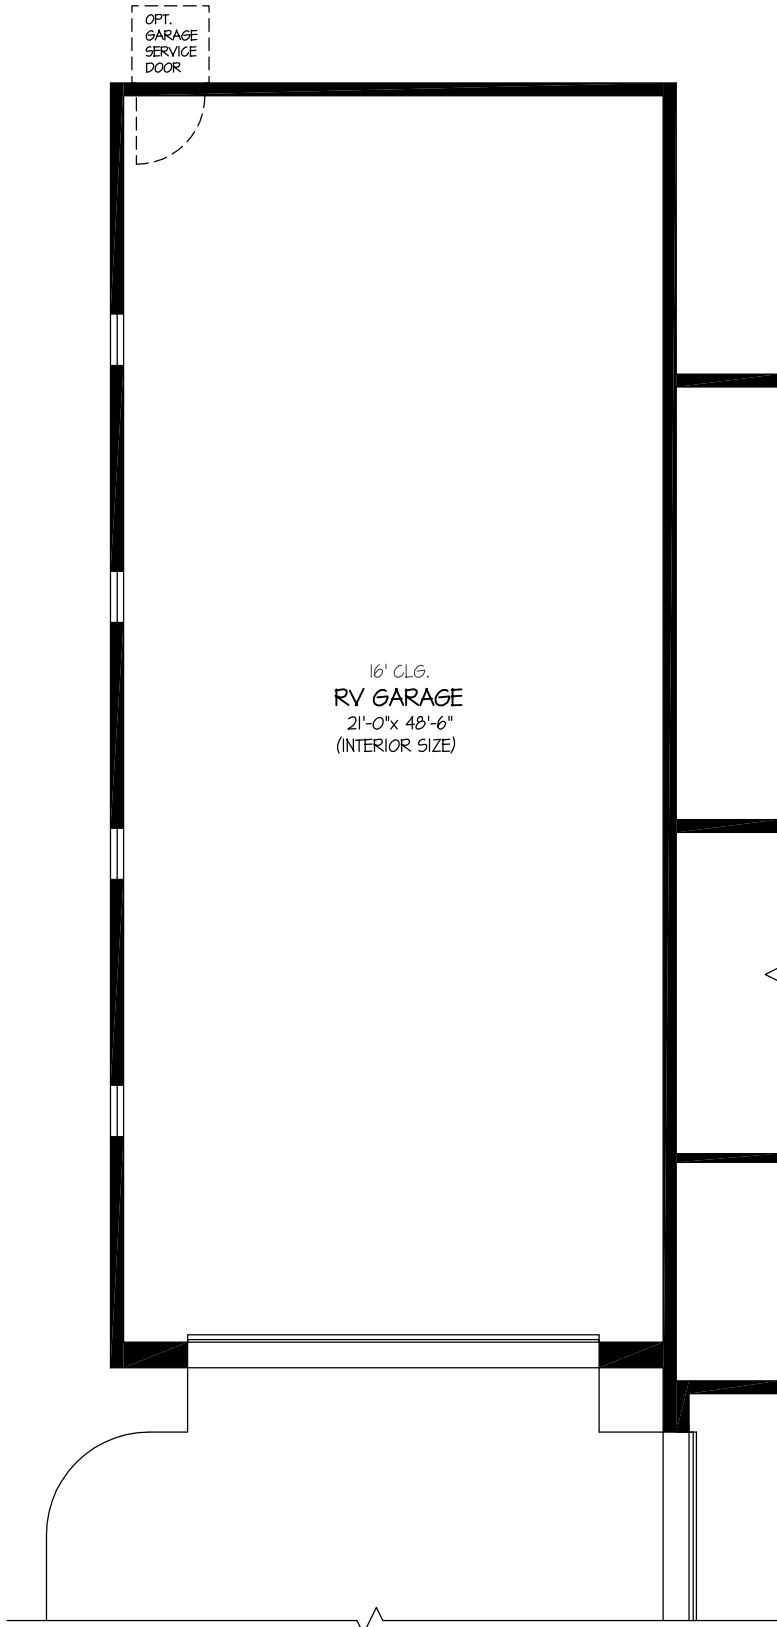 OPT.
GARAGE
SERVICE
DOOR
16' CLG.
RV GARAGE
21'-0"x 48'-6"
(INTERIOR SIZE)